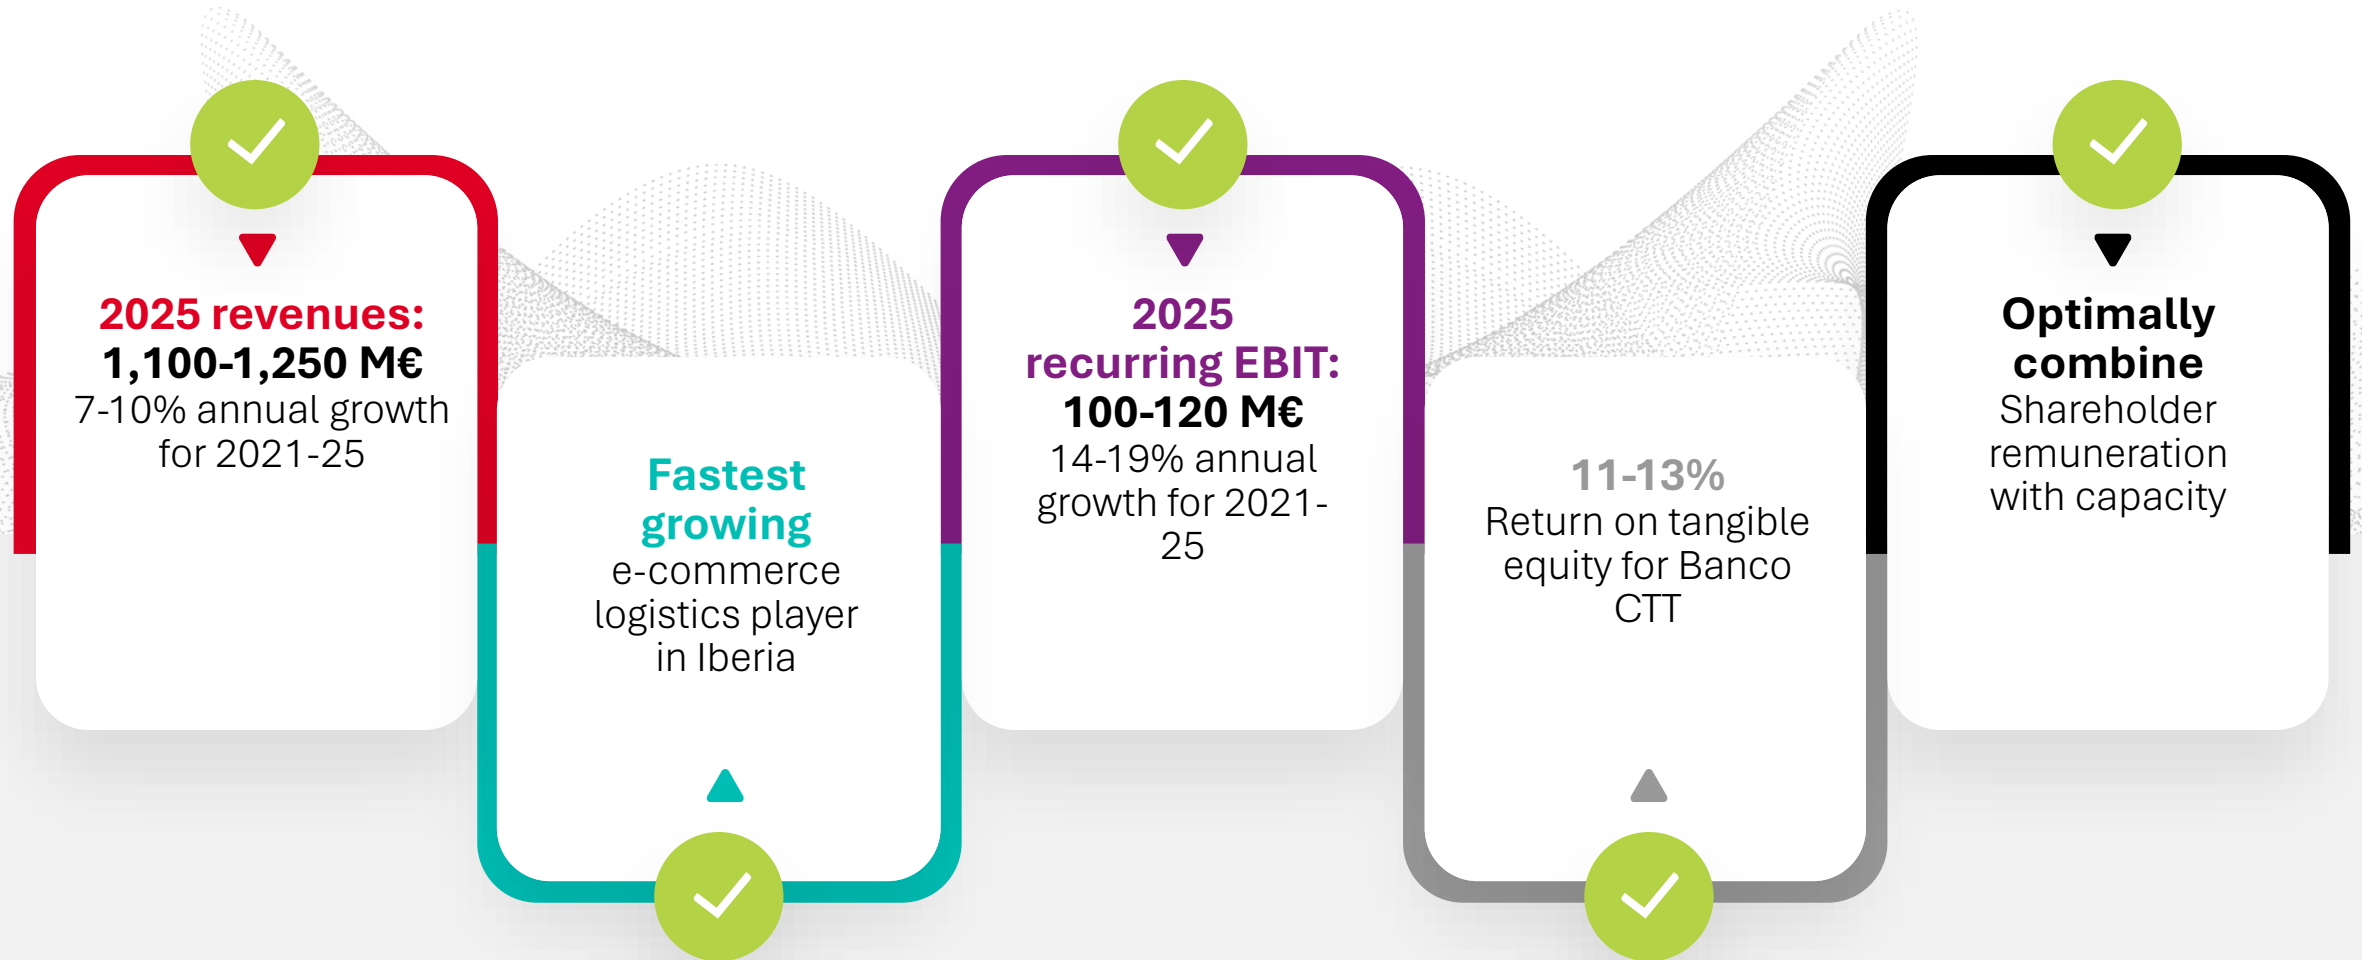 2025 revenues:
1,100-1,250 M€
7-10% annual growth
for 2021-25
Fastest
growing
e-commerce
logistics player
in Iberia
2025
recurring EBIT:
100-120 M€
14-19% annual
growth for 2021-
25
11-13%
Return on tangible
equity for Banco
CTT
Optimally
combine
Shareholder
remuneration
with capacity